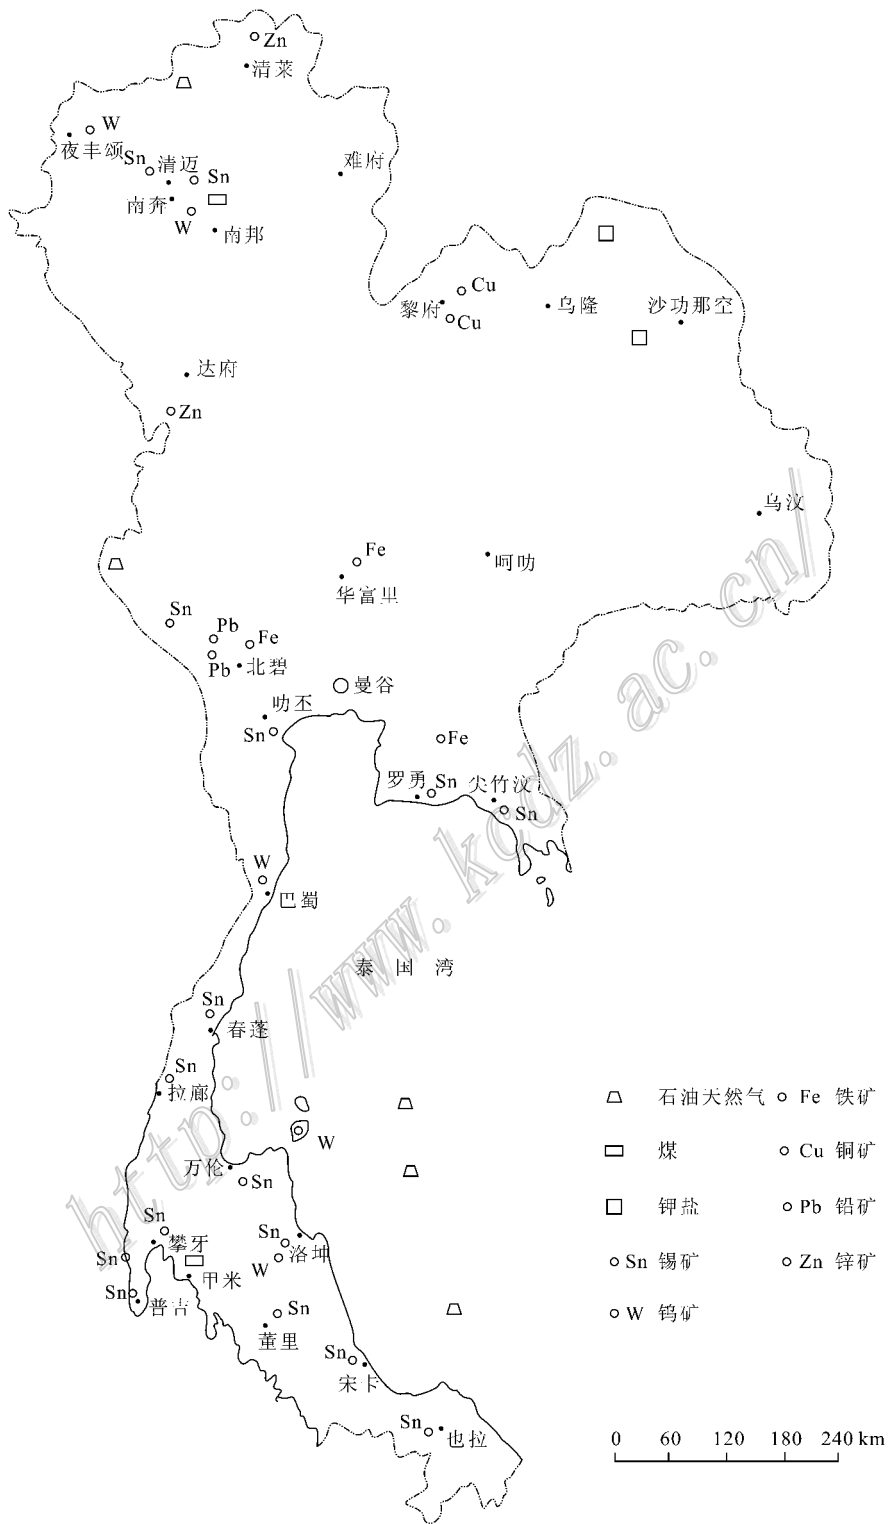 Zn
清莱
W
夜丰颂
Sn
清迈
Sn
难府
南奔
W
南邦
Cu
黎府
Cu
乌隆
沙功那空
达府
Zn
乌汶
Fe
呵叻
华富里
Sn
Pb
Fe
Pb
北碧
曼谷
叻丕
Sn
Fe
罗勇
Sn
尖竹汶
Sn
W
巴蜀
泰国湾
Sn
春蓬
Sn
拉廊
W
万伦
Sn
Sn
攀牙
Sn
洛坤
Sn
W
甲米
Sn
普吉
Sn
董里
Sn
宋卡
Sn
也拉
石油天然气 Fe 铁矿
煤 Cu 铜矿
钾盐 Pb 铅矿
Sn 锡矿 Zn 锌矿
W 钨矿
0 60 120 180 240 km
http://www.kcdz.ac.cn/